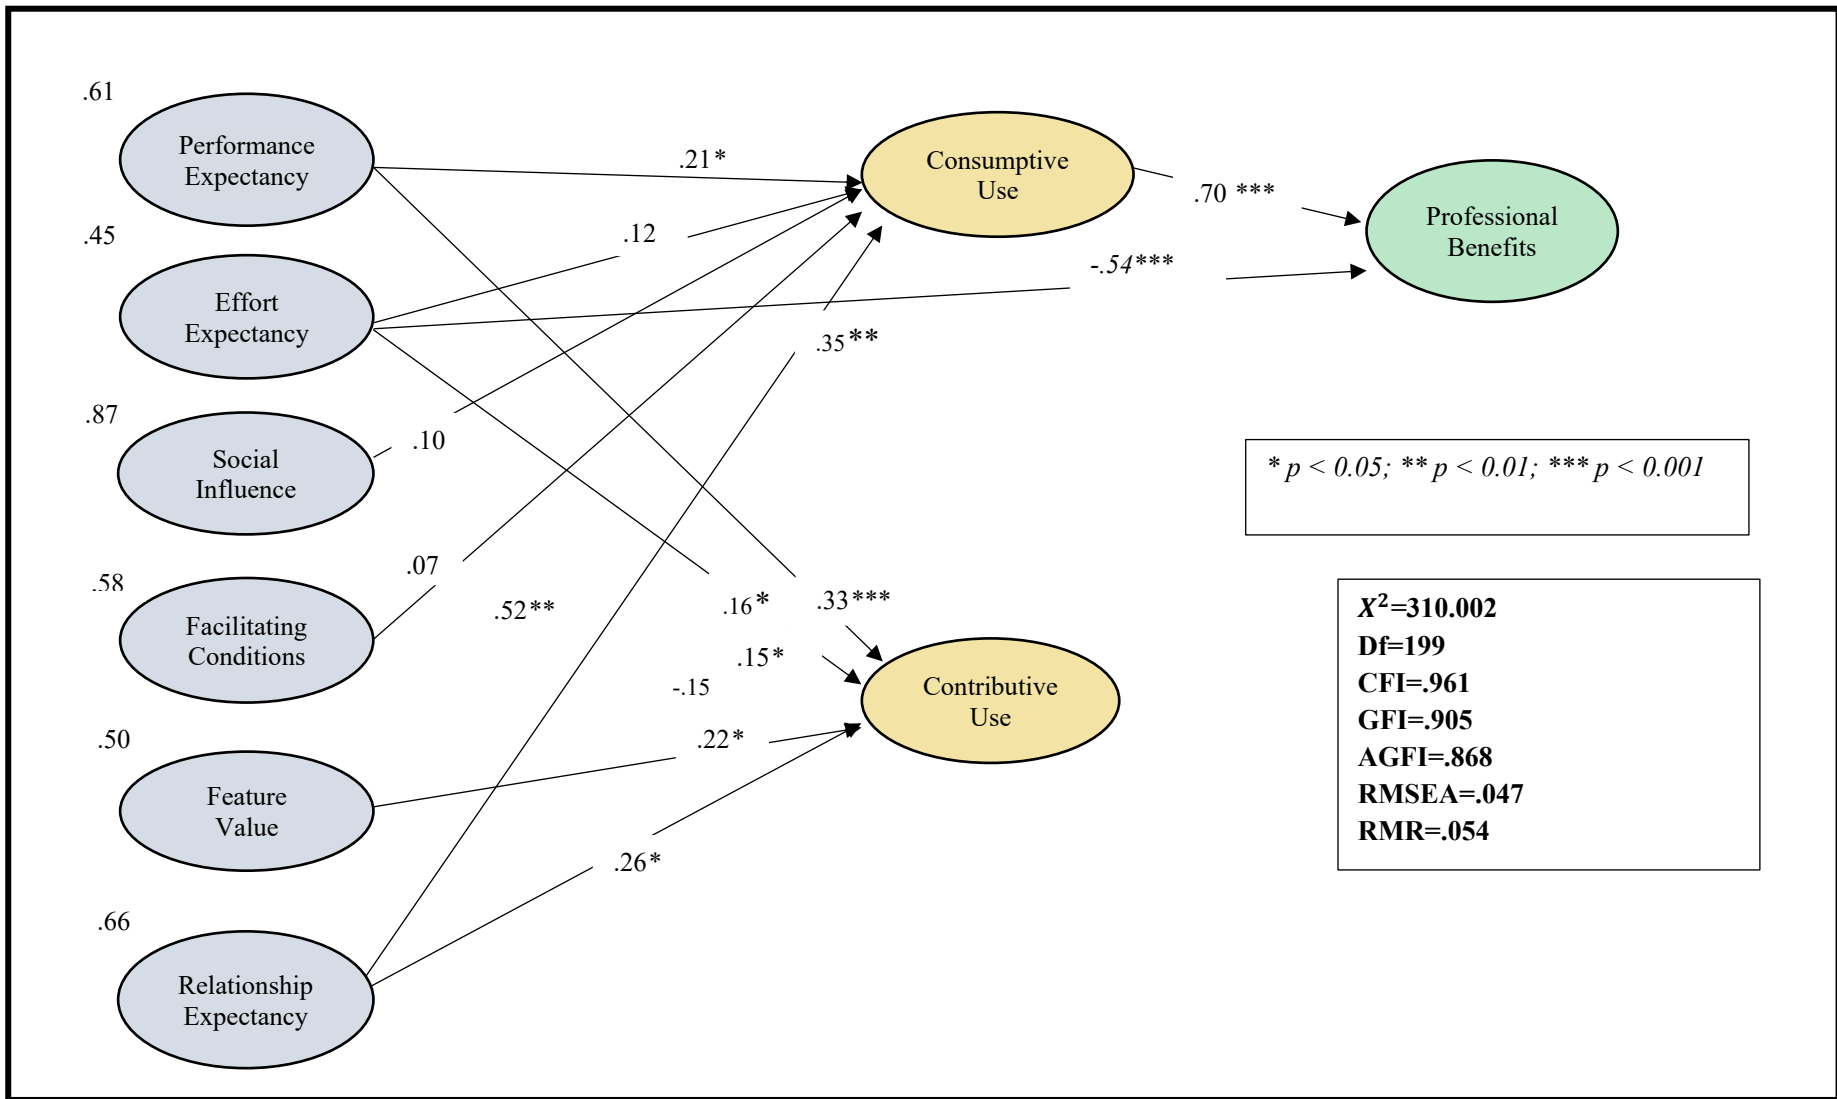 .61
Performance
Expectancy
.45
Effort
Expectancy
.87
Social
Influence
.58
Facilitating
Conditions
.50
Feature
Value
.66
Relationship
Expectancy
.21*
.12
.10
.07
.52**
.35**
-.54***
.70 ***
.16*
.33***
.15*
-.15
.22*
.26*
Consumptive
Use
Contributive
Use
Professional
Benefits
* p < 0.05; ** p < 0.01; *** p < 0.001
X²=310.002
Df=199
CFI=.961
GFI=.905
AGFI=.868
RMSEA=.047
RMR=.054